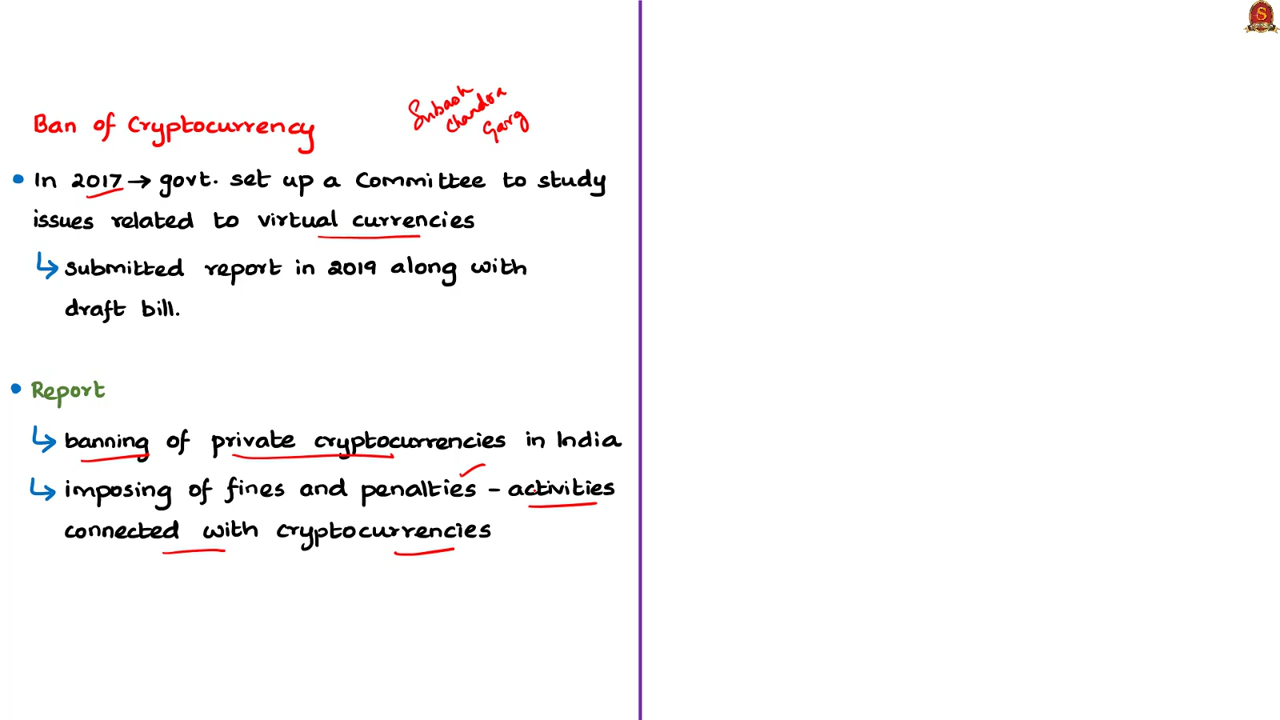 Subash
Chandra
Garg
Ban of Cryptocurrency
In 2017 → govt. set up a Committee to study
issues related to virtual currencies
submitted report in 2019 along with
draft bill.
Report
banning of private cryptocurrencies in India
imposing of fines and penalties - activities
connected with cryptocurrencies
S